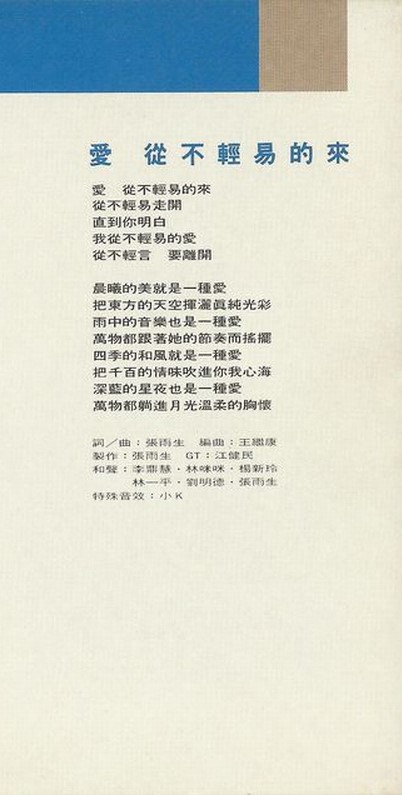 愛　從不輕易的來
愛　從不輕易的來
從不輕易走開
直到你明白
我從不輕易的愛
從不輕言　要離開
晨曦的美就是一種愛
把東方的天空揮灑眞純光彩
雨中的音樂也是一種愛
萬物都跟著她的節奏而搖擺
四季的和風就是一種愛
把千百的情味吹進你我心海
深藍的星夜也是一種愛
萬物都躺進月光溫柔的胸懷
詞／曲：張雨生　編曲：王繼康
製作：張雨生　GT：江健民
和聲：李鼎慧・林咪咪・楊新玲
林一平・劉明德・張雨生
特殊音效：小K